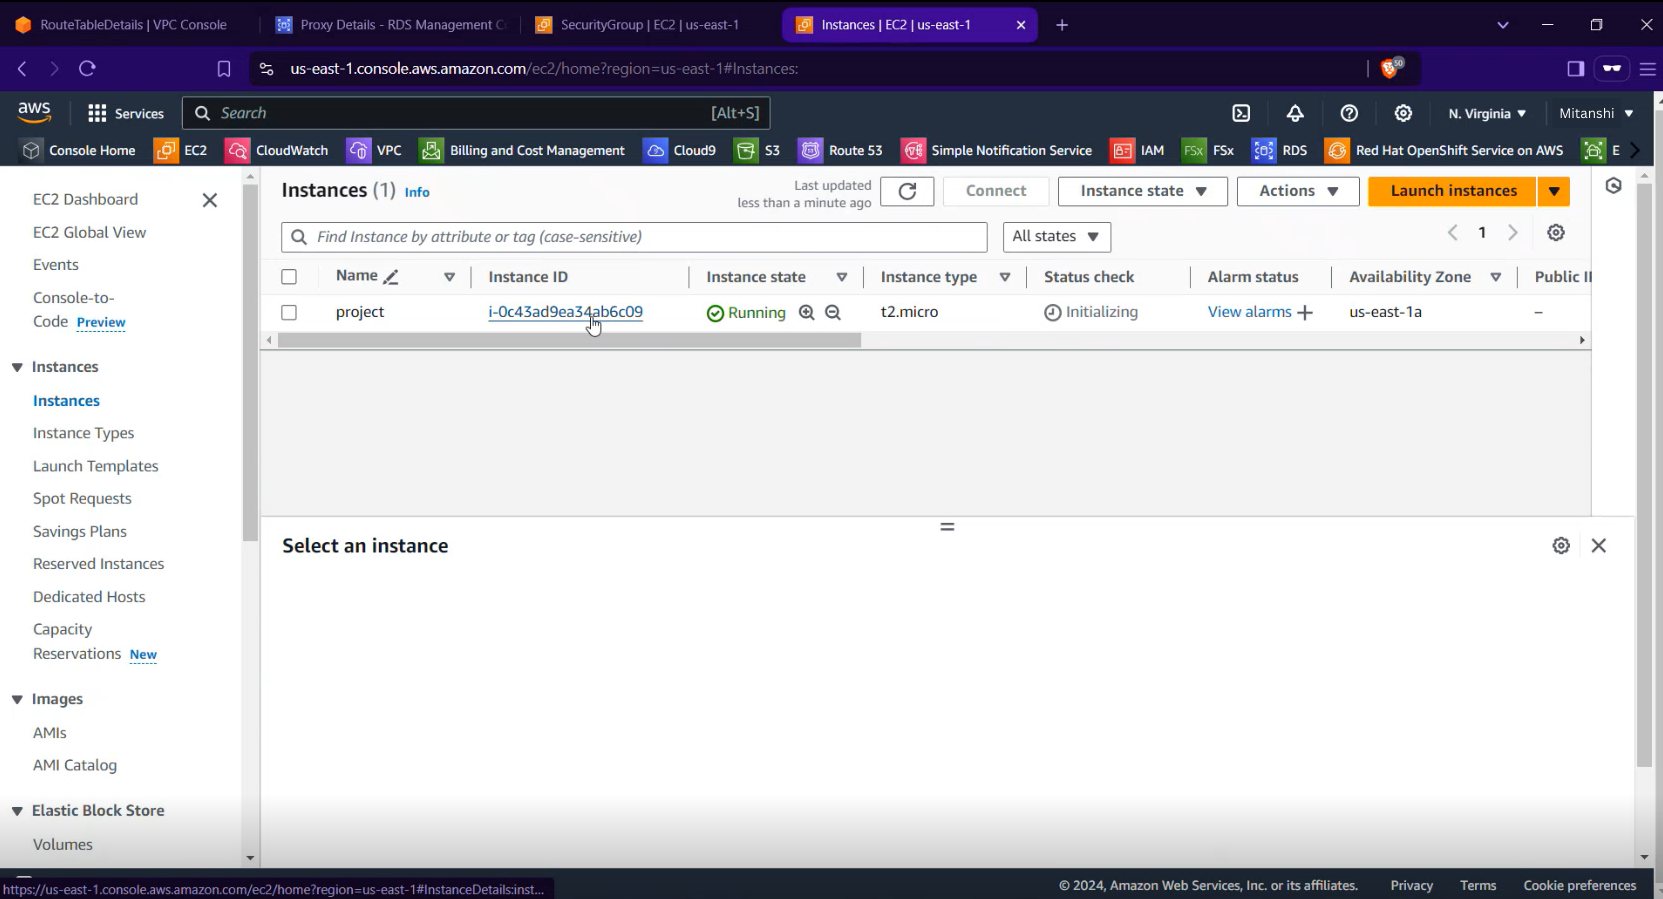 RouteTableDetails | VPC Console
Proxy Details - RDS Management C
SecurityGroup | EC2 | us-east-1
Instances | EC2 | us-east-1
us-east-1.console.aws.amazon.com/ec2/home?region=us-east-1#Instances:
50
aws
Services
Search
[Alt+S]
N. Virginia
Mitanshi
Console Home
EC2
CloudWatch
VPC
Billing and Cost Management
Cloud9
S3
Route 53
Simple Notification Service
IAM
FSx
FSx
RDS
Red Hat OpenShift Service on AWS
E
EC2 Dashboard
EC2 Global View
Events
Console-to-
Code Preview
Instances
Instances
Instance Types
Launch Templates
Spot Requests
Savings Plans
Reserved Instances
Dedicated Hosts
Capacity
Reservations New
Images
AMIs
AMI Catalog
Elastic Block Store
Volumes
Instances (1) Info
Last updated
less than a minute ago
Connect
Instance state
Actions
Launch instances
Find Instance by attribute or tag (case-sensitive)
All states
1
Name
Instance ID
Instance state
Instance type
Status check
Alarm status
Availability Zone
Public I
project
i-0c43ad9ea34ab6c09
Running
t2.micro
Initializing
View alarms +
us-east-1a
–
Select an instance
https://us-east-1.console.aws.amazon.com/ec2/home?region=us-east-1#InstanceDetails:inst...
© 2024, Amazon Web Services, Inc. or its affiliates.
Privacy
Terms
Cookie preferences